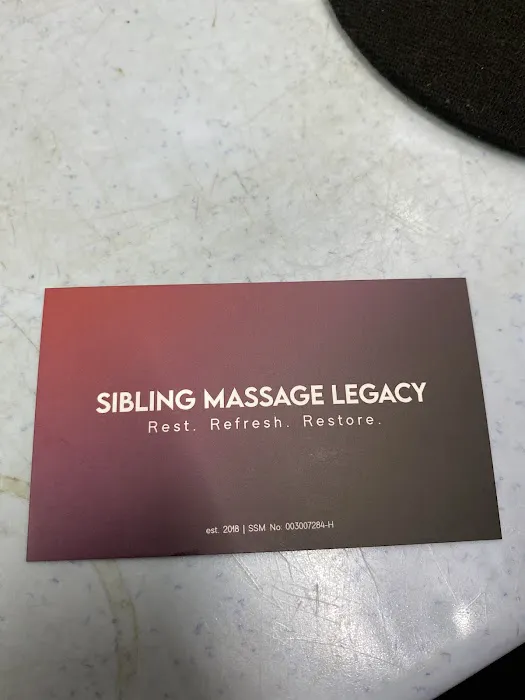 SIBLING MASSAGE LEGACY
Rest. Refresh. Restore.
est. 2018 | SSM No: 003007284-H